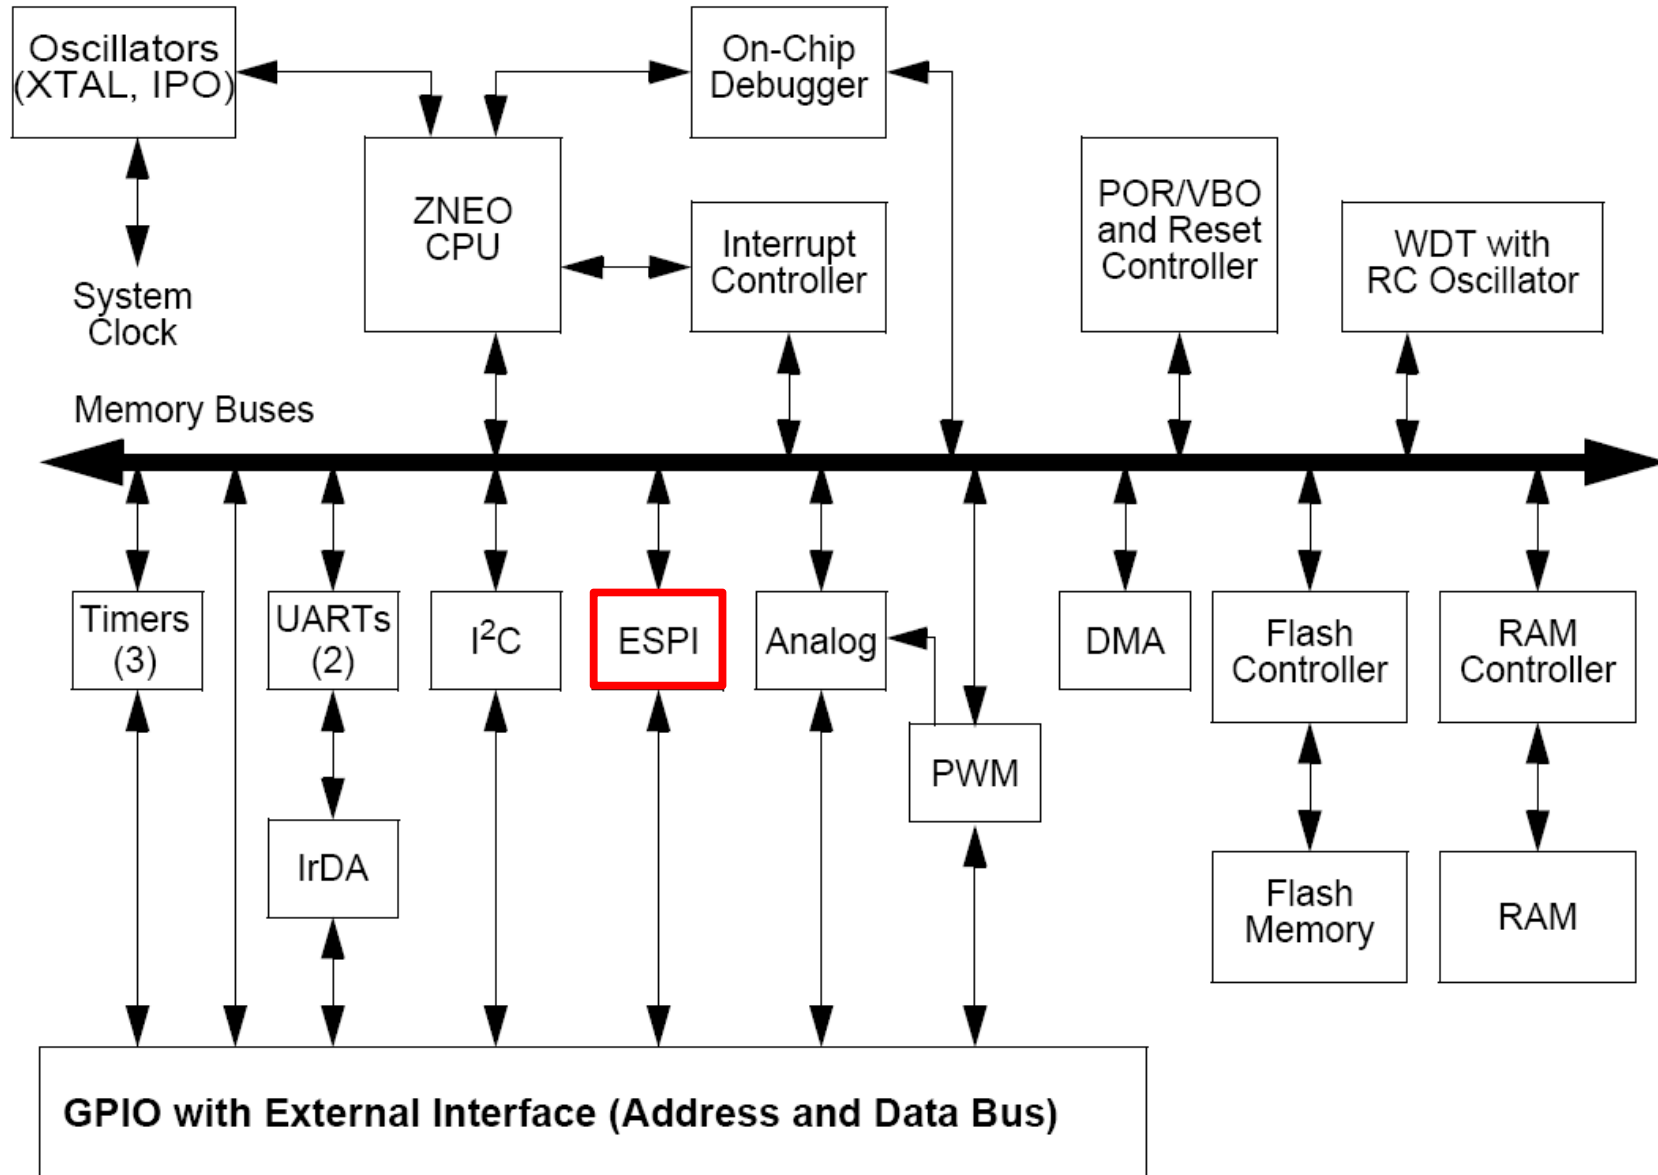 Oscillators
(XTAL, IPO)
On-Chip
Debugger
ZNEO
CPU
Interrupt
Controller
POR/VBO
and Reset
Controller
WDT with
RC Oscillator
System
Clock
Memory Buses
Timers
(3)
UARTs
(2)
I²C
ESPI
Analog
DMA
Flash
Controller
RAM
Controller
PWM
IrDA
Flash
Memory
RAM
GPIO with External Interface (Address and Data Bus)